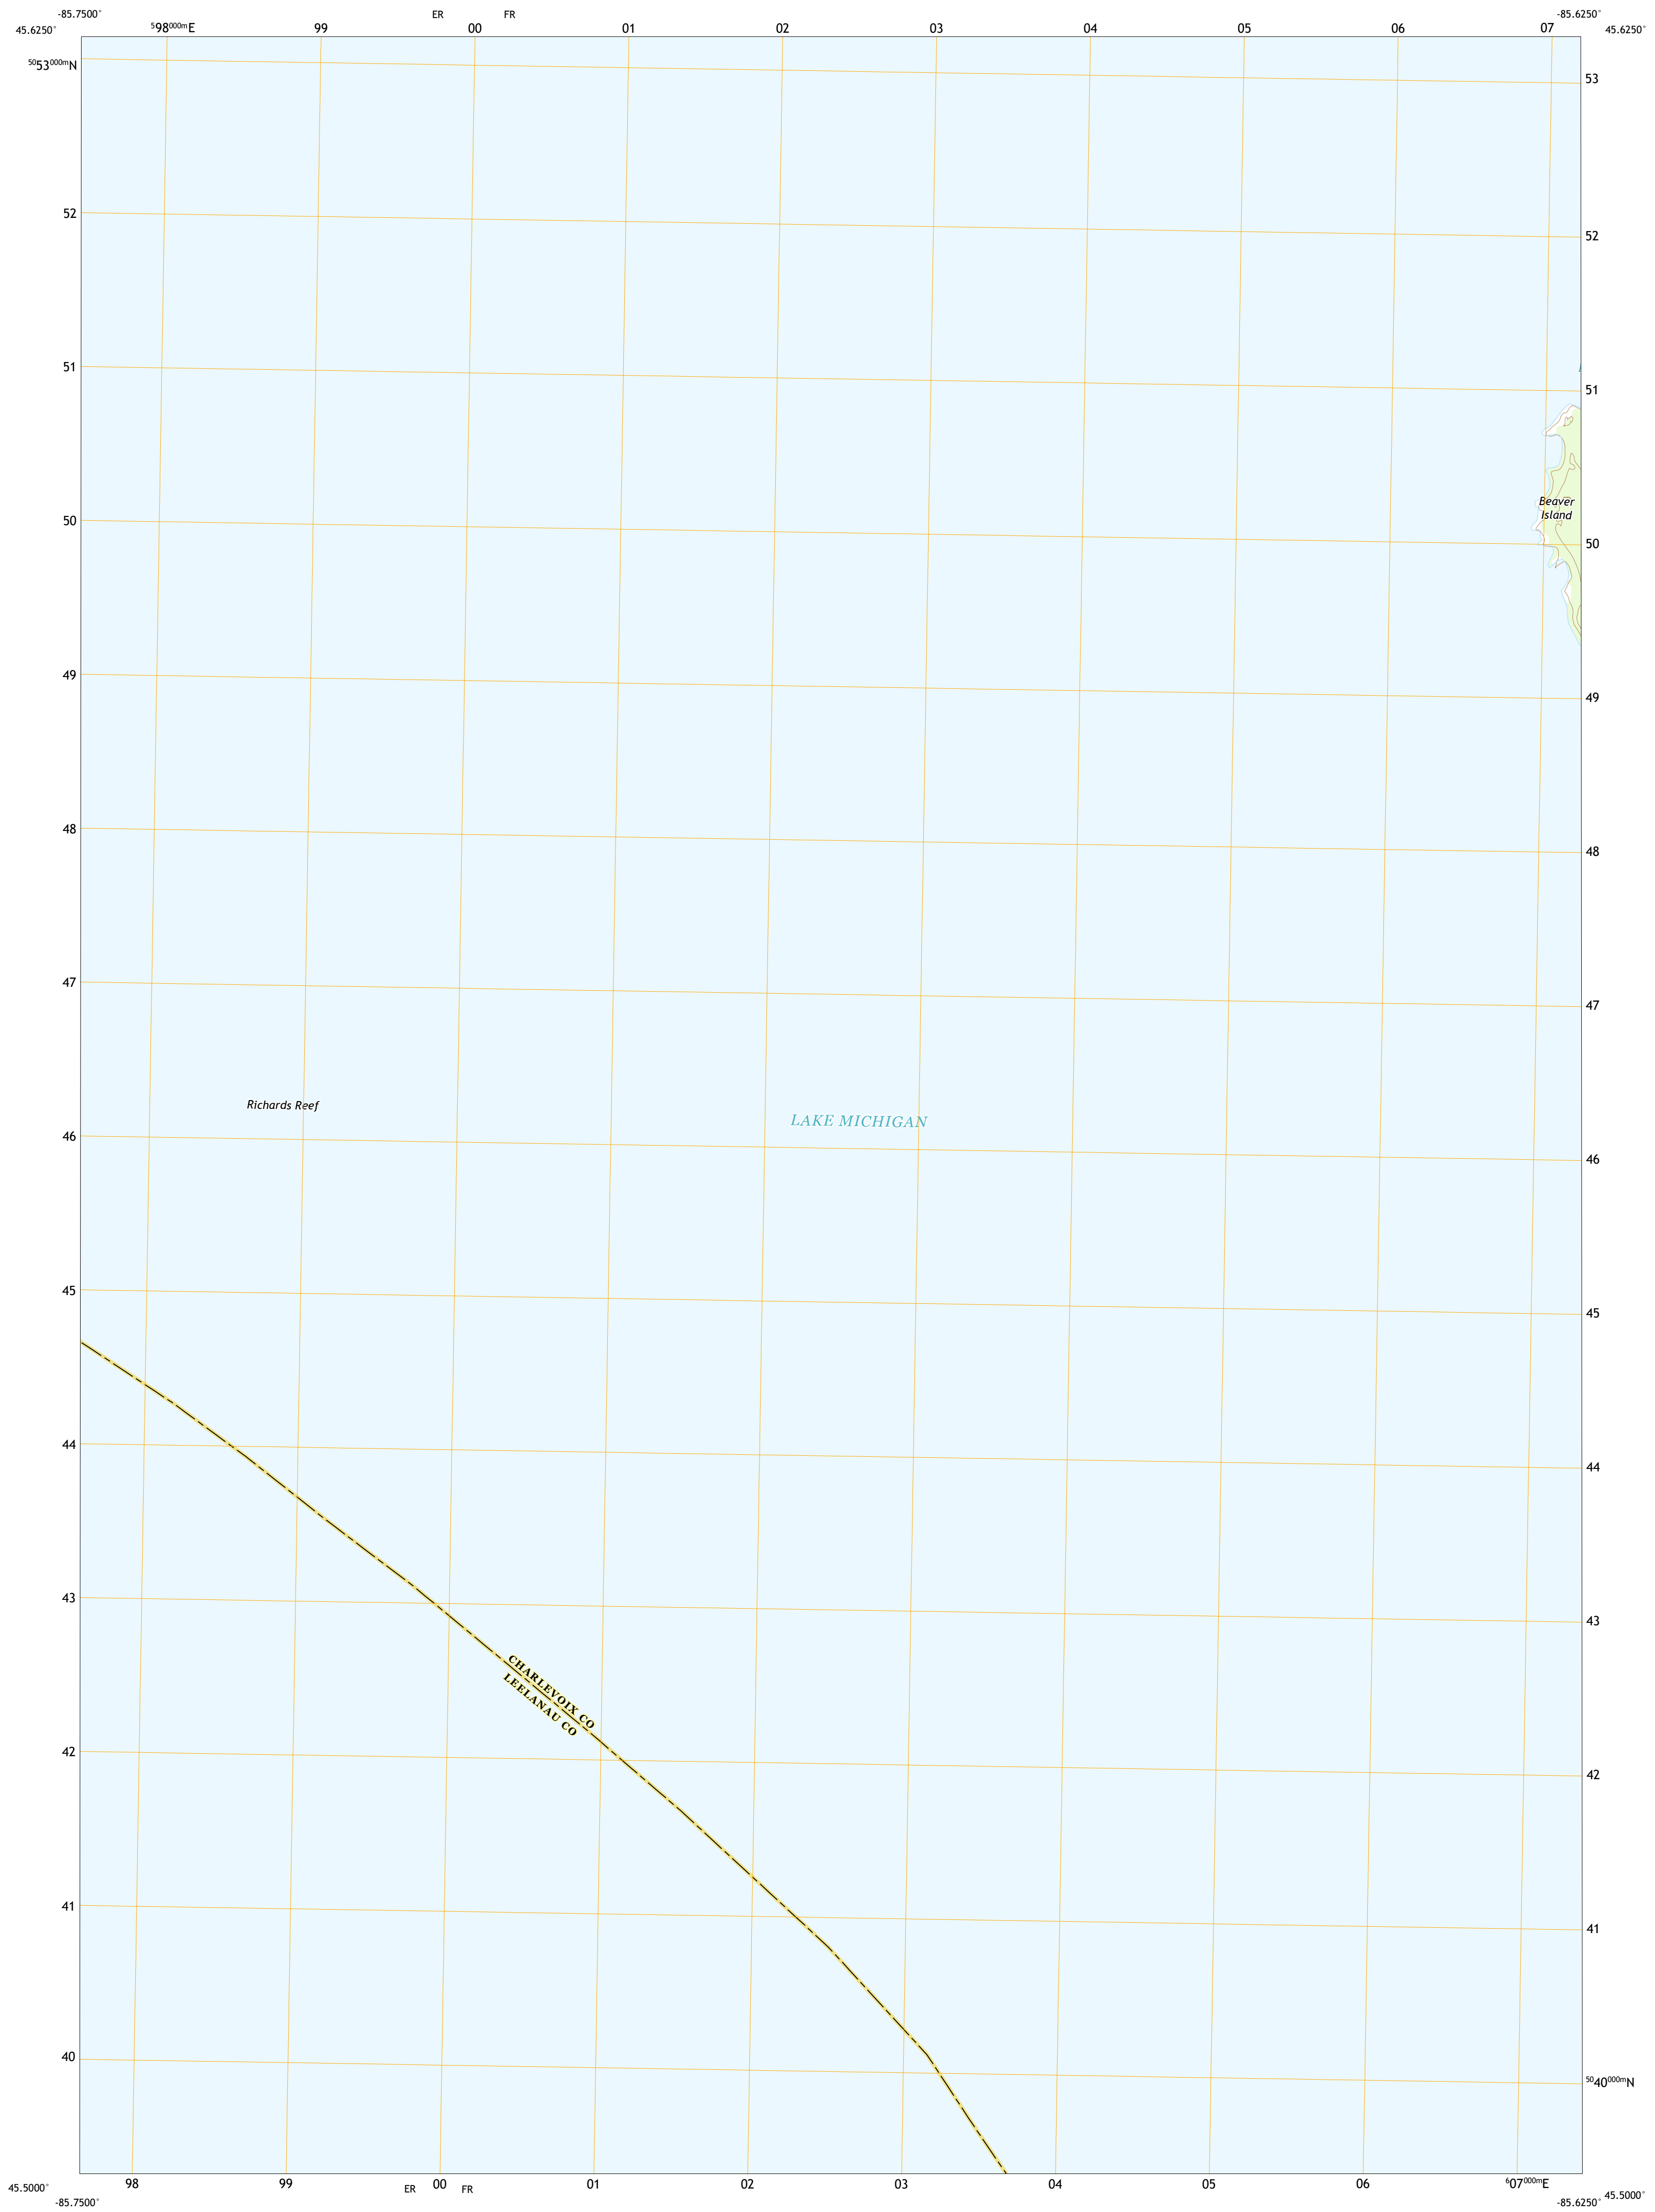 -85.7500° ER FR -85.6250°
45.6250° 598000mE 99 00 01 02 03 04 05 06 07 45.6250°
5053000mN 53
52 52
51 51
Beaver
Island
50 50
49 49
48 48
47 47
Richards Reef
LAKE MICHIGAN
46 46
45 45
44 44
43 43
CHARLEVOIX CO
LEELANAU CO
42 42
41 41
40 5040000mN
45.5000° 98 99 00 01 02 03 04 05 06 607000mE 45.5000°
-85.7500° ER FR -85.6250°